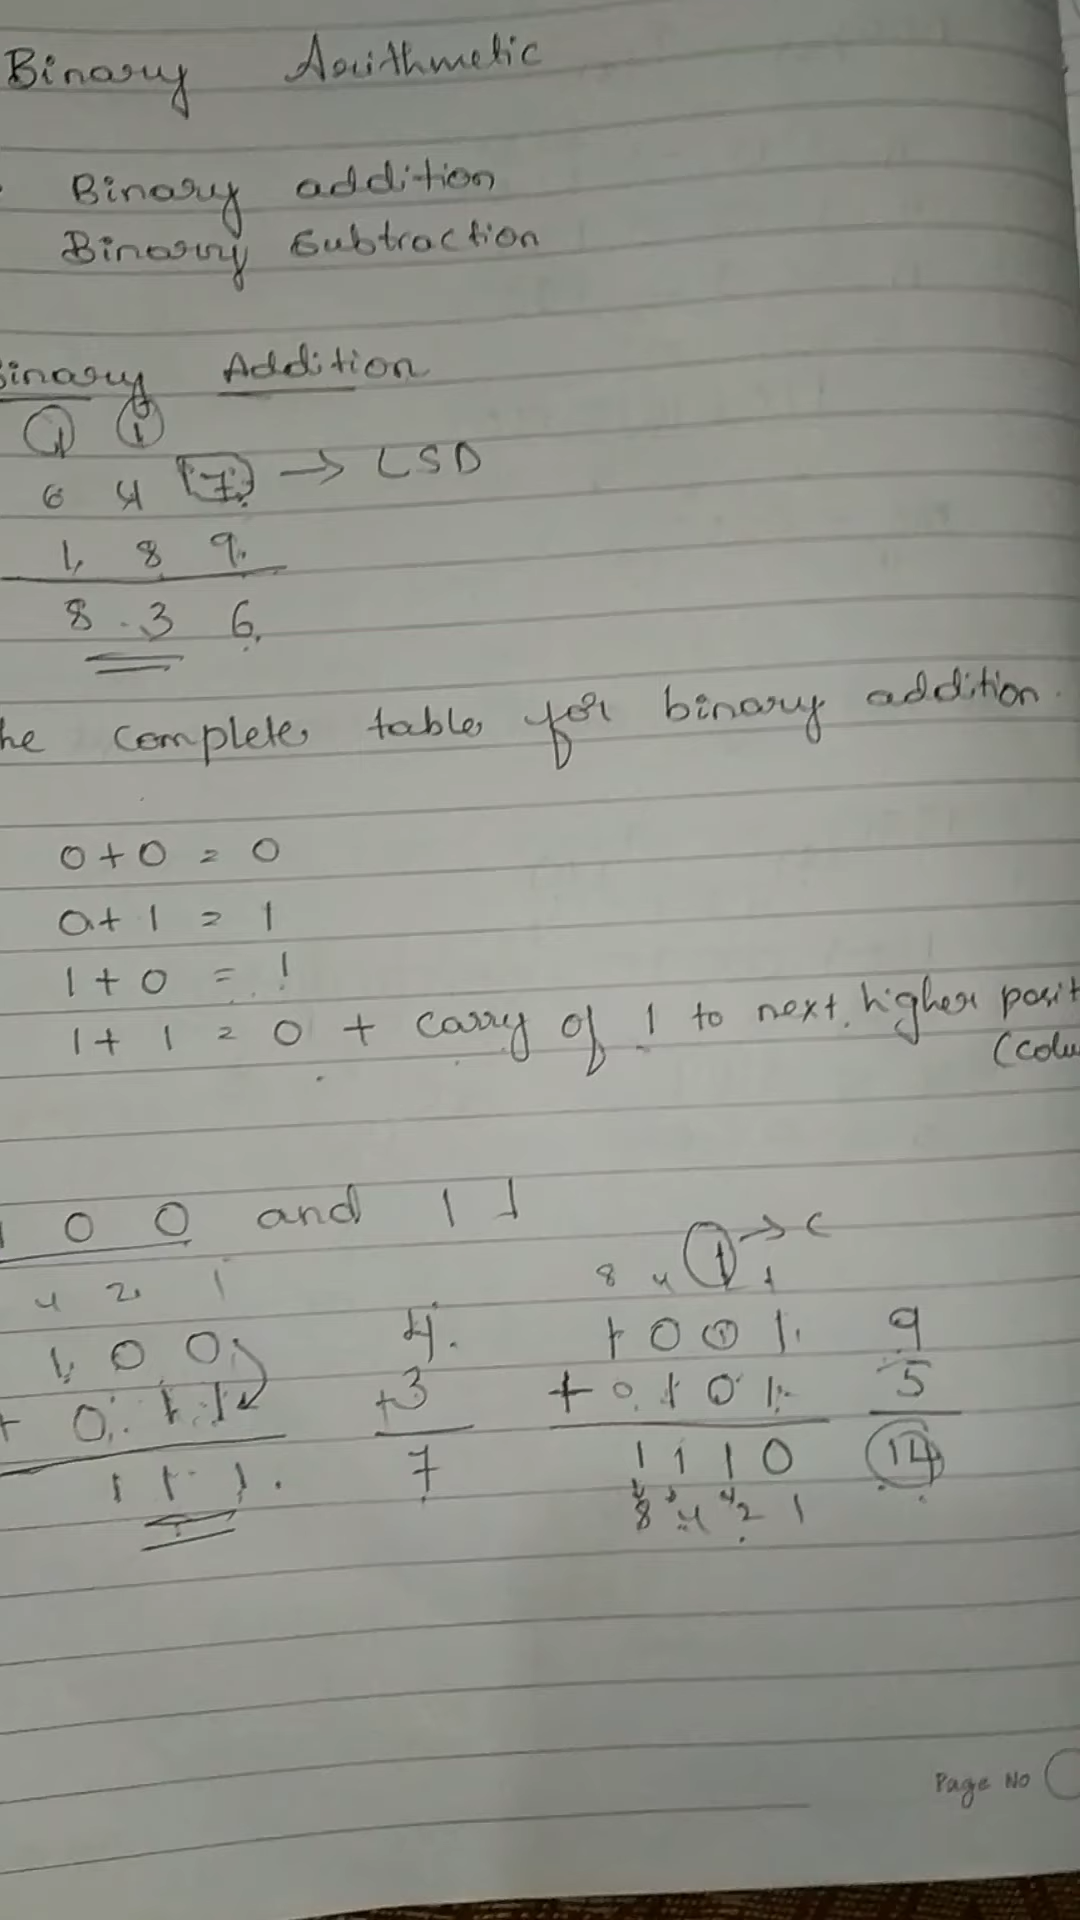 Binary Arithmetic
Binary addition
Binary Subtraction
Binary Addition
1 1
6 4 7 → LSD
1 8 9
8 3 6
he complete table for binary addition.
0 + 0 = 0
0 + 1 = 1
1 + 0 = 1
1 + 1 = 0 + carry of 1 to next higher posit
(colu
1 0 0 and 1 1
8 4 1 → C 1
4 2 1
1 0 0 4 1 0 0 1 9
+ 0 1 1 +3 + 0 1 0 1 5
1 1 1 7 1 1 1 0 14
8 4 2 1
Page No